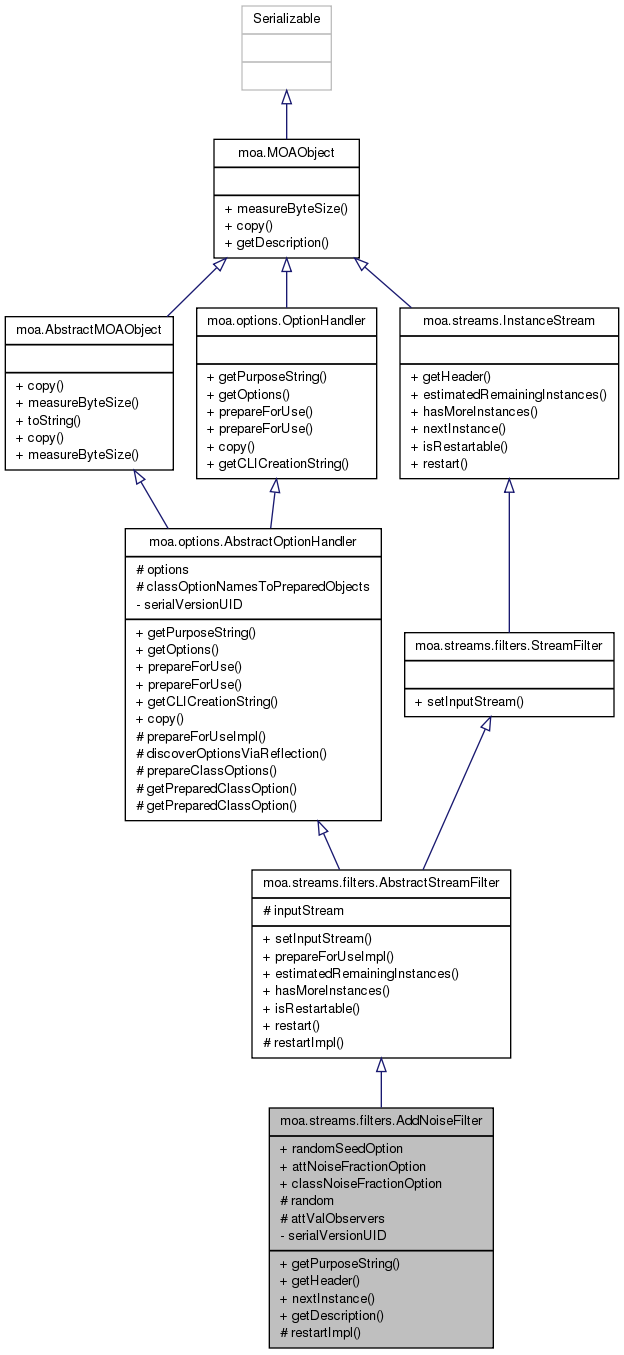 Serializable
moa.MOAObject
+ measureByteSize()
+ copy()
+ getDescription()
moa.AbstractMOAObject
+ copy()
+ measureByteSize()
+ toString()
+ copy()
+ measureByteSize()
moa.options.OptionHandler
+ getPurposeString()
+ getOptions()
+ prepareForUse()
+ prepareForUse()
+ copy()
+ getCLICreationString()
moa.streams.InstanceStream
+ getHeader()
+ estimatedRemainingInstances()
+ hasMoreInstances()
+ nextInstance()
+ isRestartable()
+ restart()
moa.options.AbstractOptionHandler
# options
# classOptionNamesToPreparedObjects
- serialVersionUID
+ getPurposeString()
+ getOptions()
+ prepareForUse()
+ prepareForUse()
+ getCLICreationString()
+ copy()
# prepareForUseImpl()
# discoverOptionsViaReflection()
# prepareClassOptions()
# getPreparedClassOption()
# getPreparedClassOption()
moa.streams.filters.StreamFilter
+ setInputStream()
moa.streams.filters.AbstractStreamFilter
# inputStream
+ setInputStream()
+ prepareForUseImpl()
+ estimatedRemainingInstances()
+ hasMoreInstances()
+ isRestartable()
+ restart()
# restartImpl()
moa.streams.filters.AddNoiseFilter
+ randomSeedOption
+ attNoiseFractionOption
+ classNoiseFractionOption
# random
# attValObservers
- serialVersionUID
+ getPurposeString()
+ getHeader()
+ nextInstance()
+ getDescription()
# restartImpl()